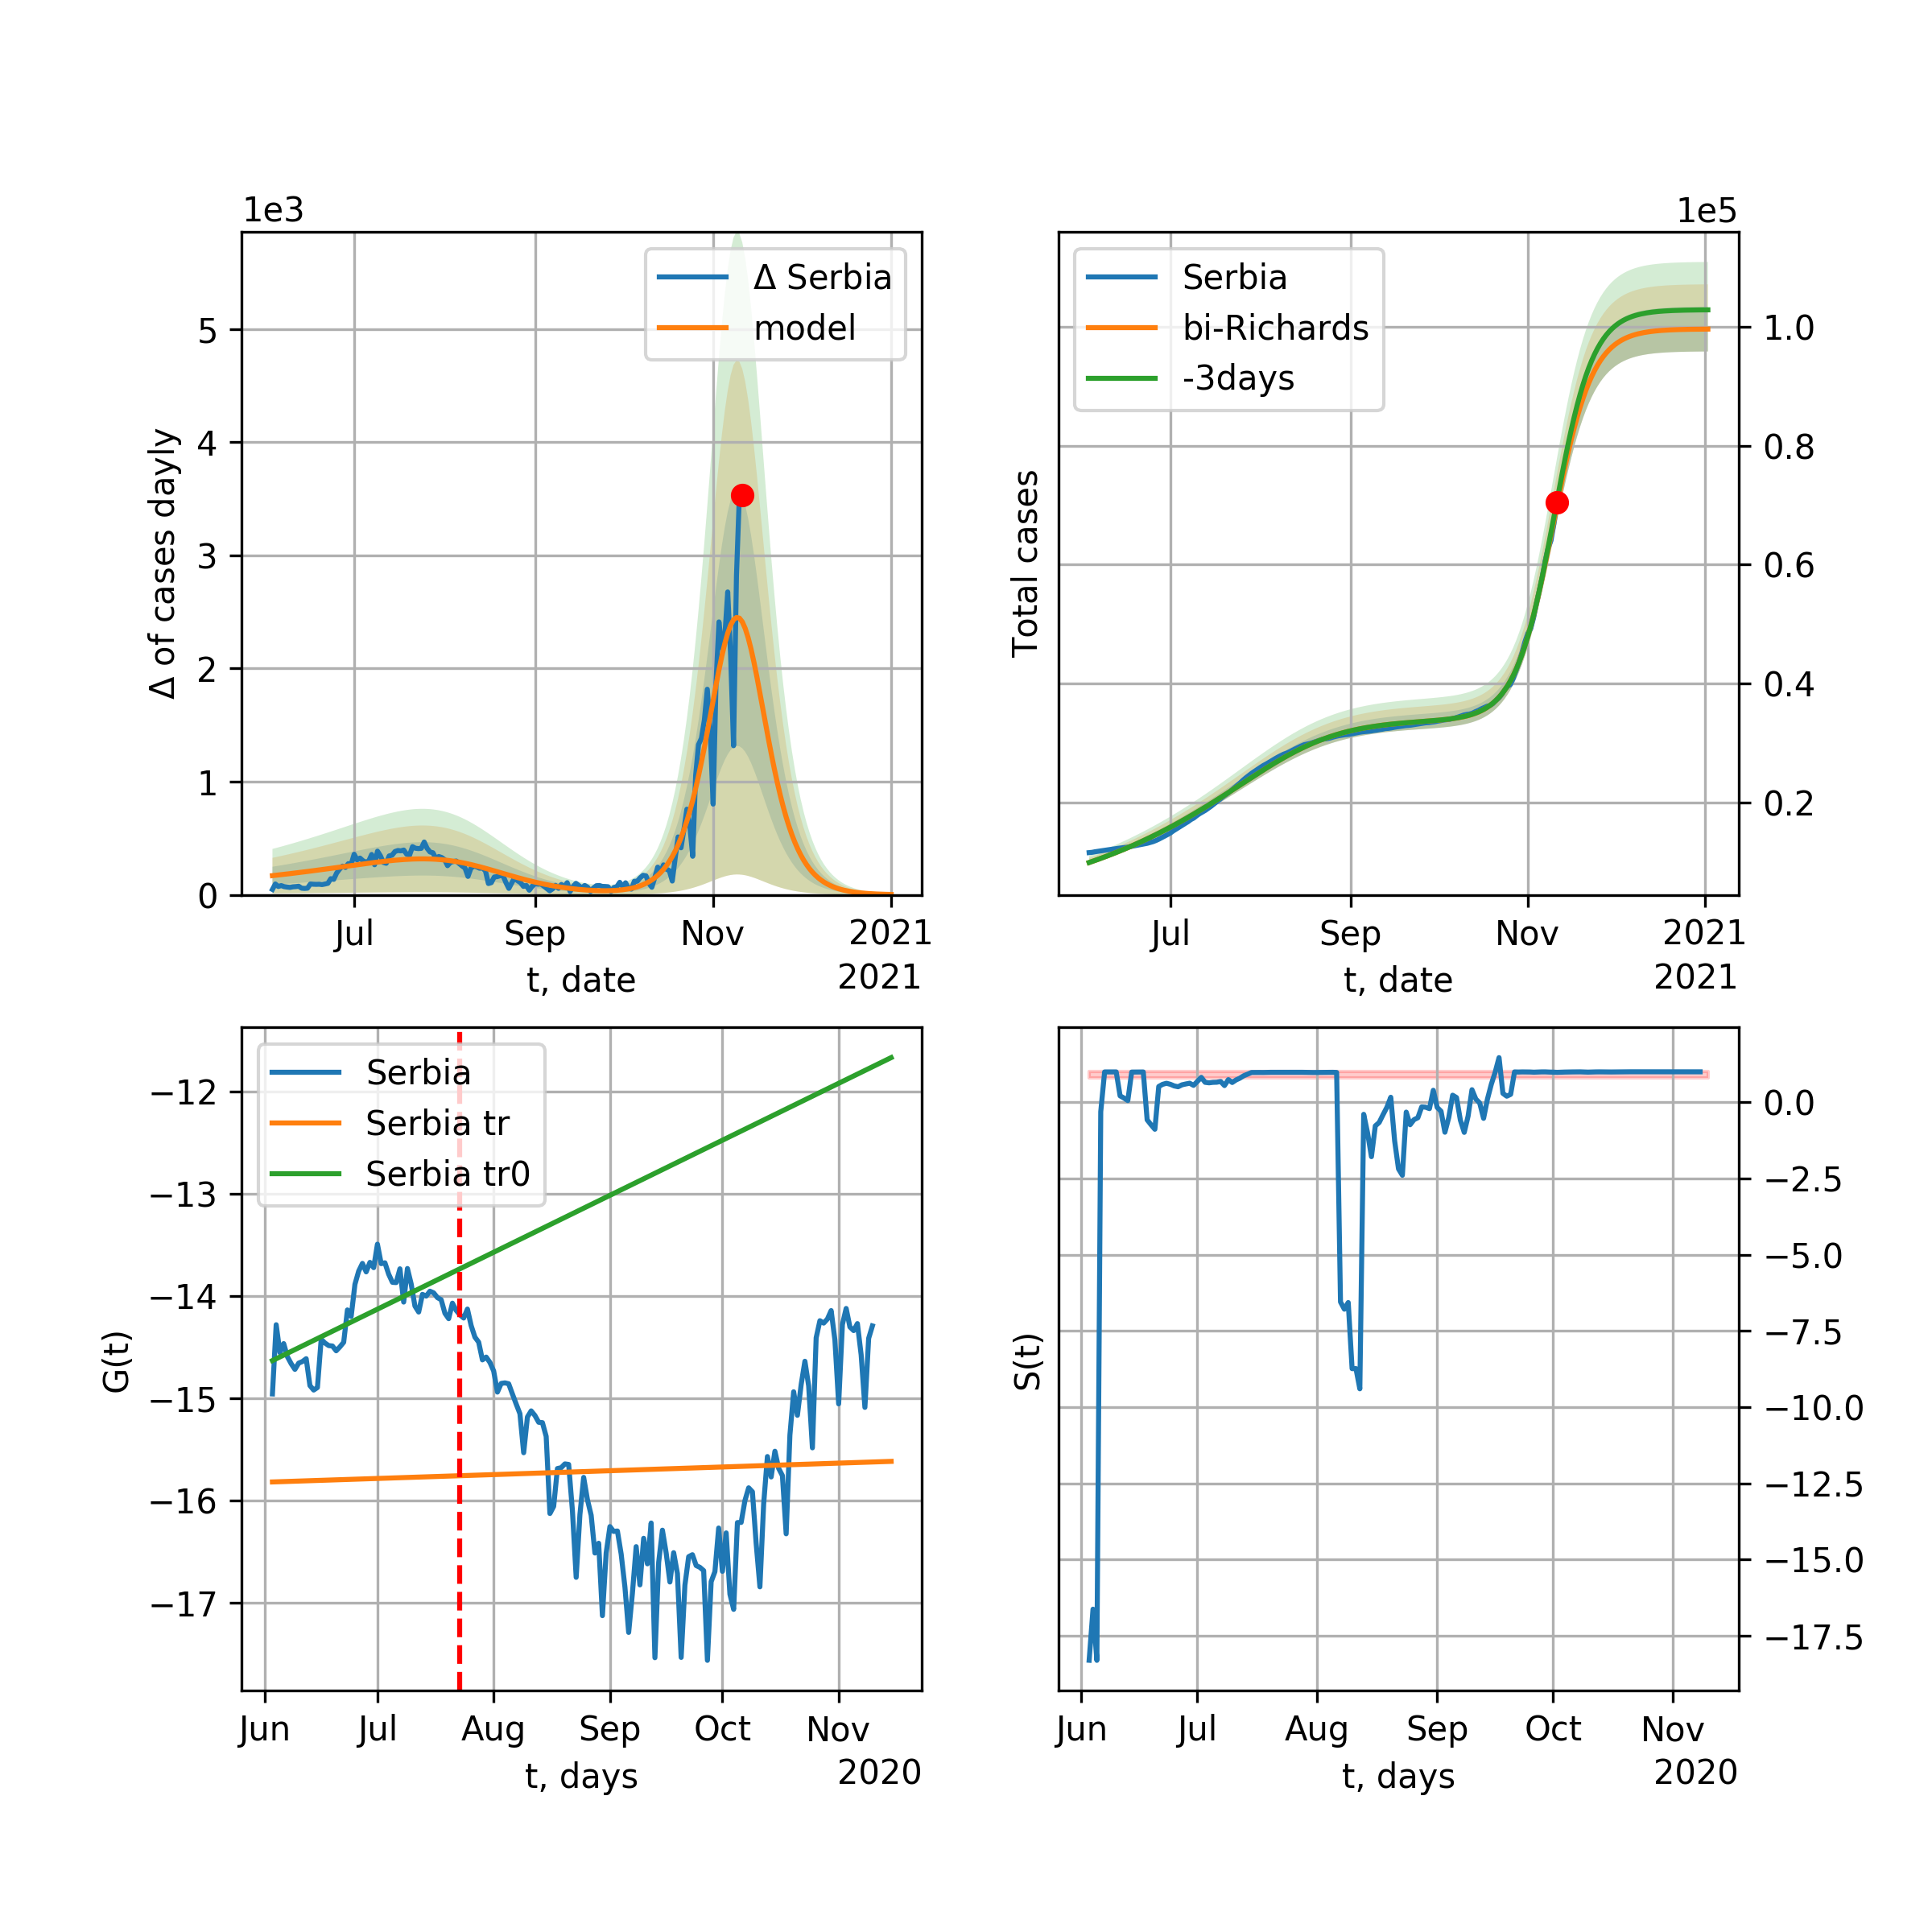 1e3
Δ Serbia
model
5
4
3
2
1
0
Δ of cases dayly
Jul
Sep
Nov
2021
t, date
2021
1e5
Serbia
bi-Richards
-3days
1.0
0.8
0.6
0.4
0.2
Total cases
Jul
Sep
Nov
2021
t, date
2021
Serbia
Serbia tr
Serbia tr0
−12
−13
−14
−15
−16
−17
G(t)
Jun
Jul
Aug
Sep
Oct
Nov
t, days
2020
0.0
−2.5
−5.0
−7.5
−10.0
−12.5
−15.0
−17.5
S(t)
Jun
Jul
Aug
Sep
Oct
Nov
t, days
2020